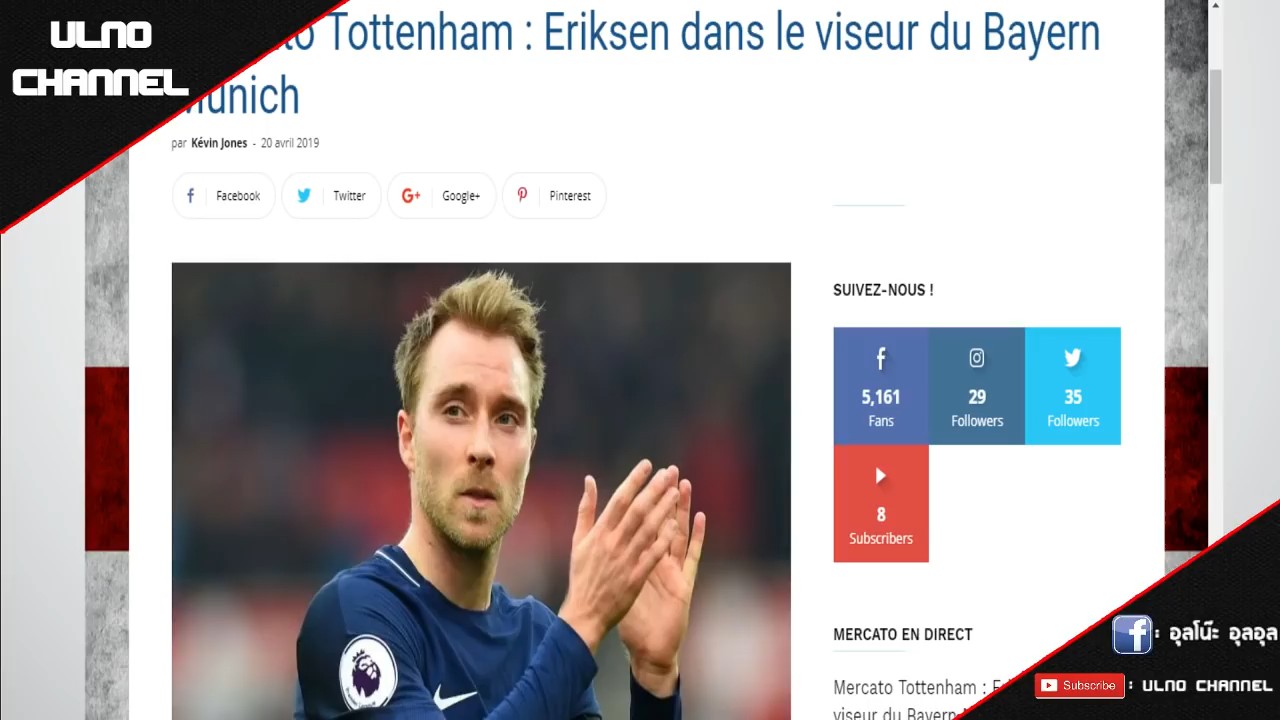 ULNO
CHANNEL
Tottenham : Eriksen dans le viseur du Bayern
Munich
par Kévin Jones - 20 avril 2019
Facebook
Twitter
Google+
Pinterest
SUIVEZ-NOUS !
5,161
Fans
29
Followers
35
Followers
8
Subscribers
MERCATO EN DIRECT
Mercato Tottenham :
viseur du Bayern
: อุลโน๊ะ อุลอุล
Subscribe : ULNO CHANNEL